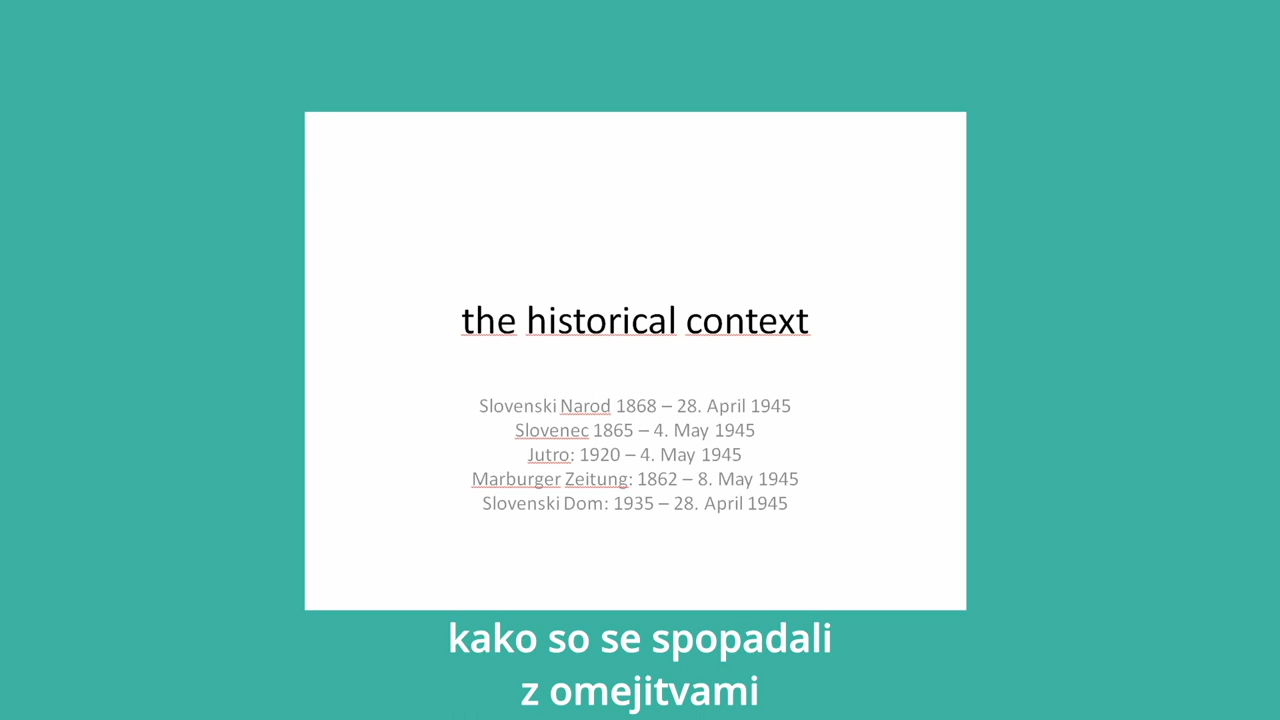 the historical context
Slovenski Narod 1868 – 28. April 1945
Slovenec 1865 – 4. May 1945
Jutro: 1920 – 4. May 1945
Marburger Zeitung: 1862 – 8. May 1945
Slovenski Dom: 1935 – 28. April 1945
kako so se spopadali
z omejitvami